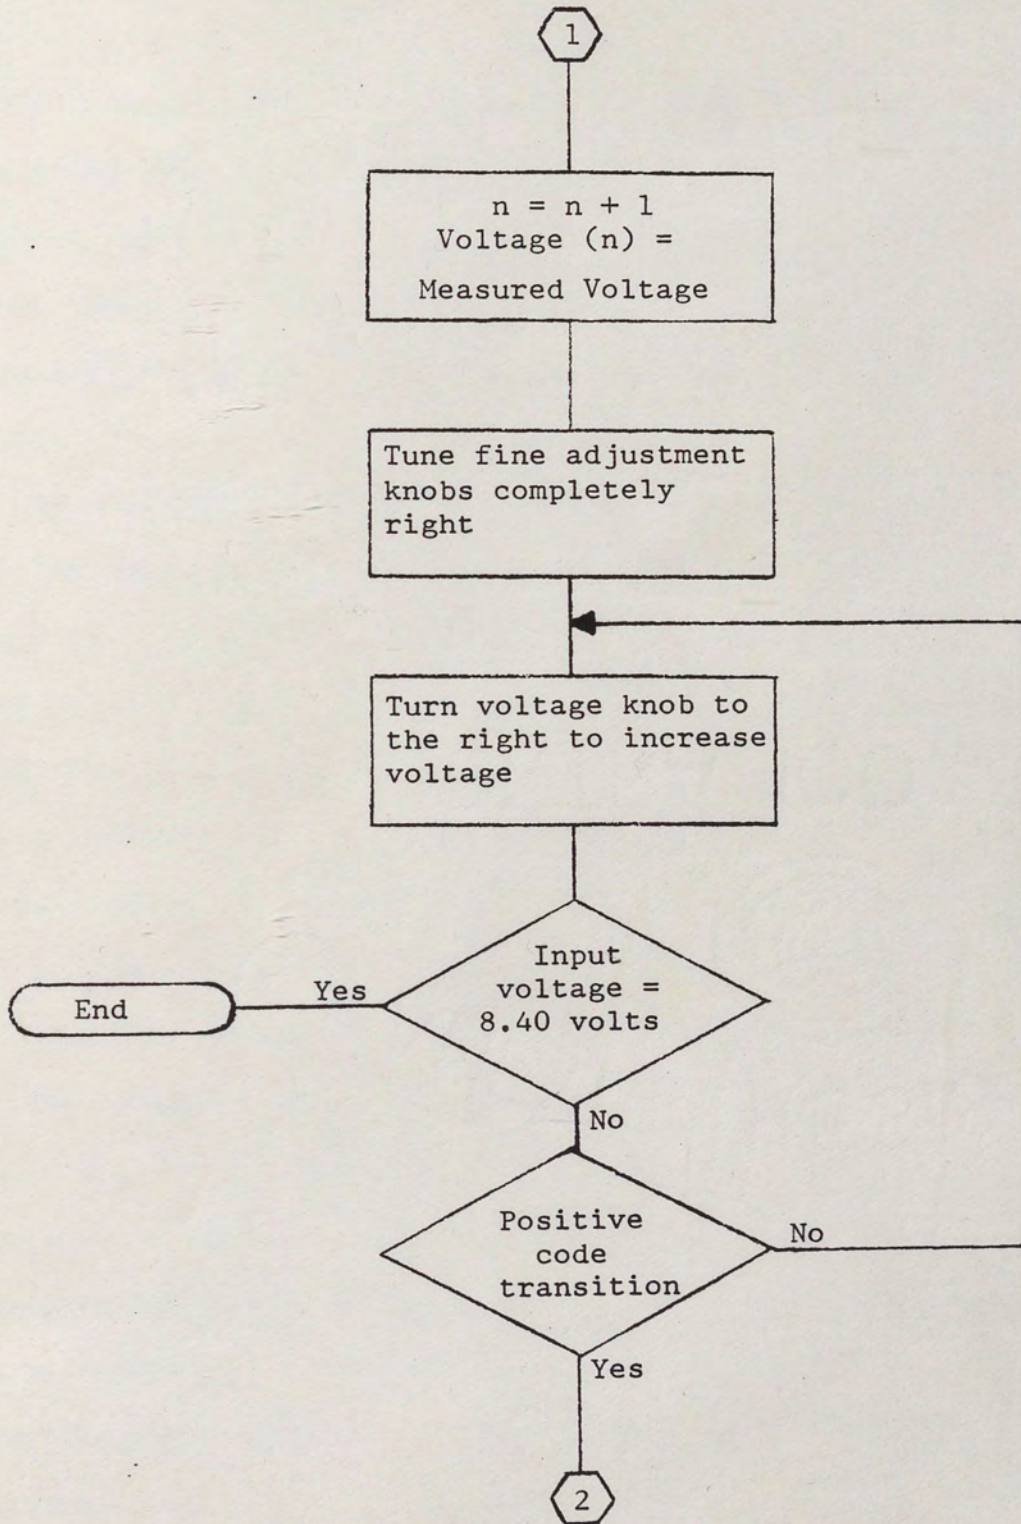 1
n = n + 1
Voltage (n) =
Measured Voltage
Tune fine adjustment
knobs completely
right
Turn voltage knob to
the right to increase
voltage
Input
voltage =
8.40 volts
Yes
End
No
Positive
code
transition
No
Yes
2